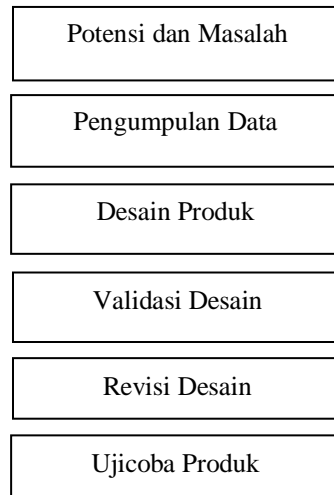 Potensi dan Masalah
Pengumpulan Data
Desain Produk
Validasi Desain
Revisi Desain
Ujicoba Produk